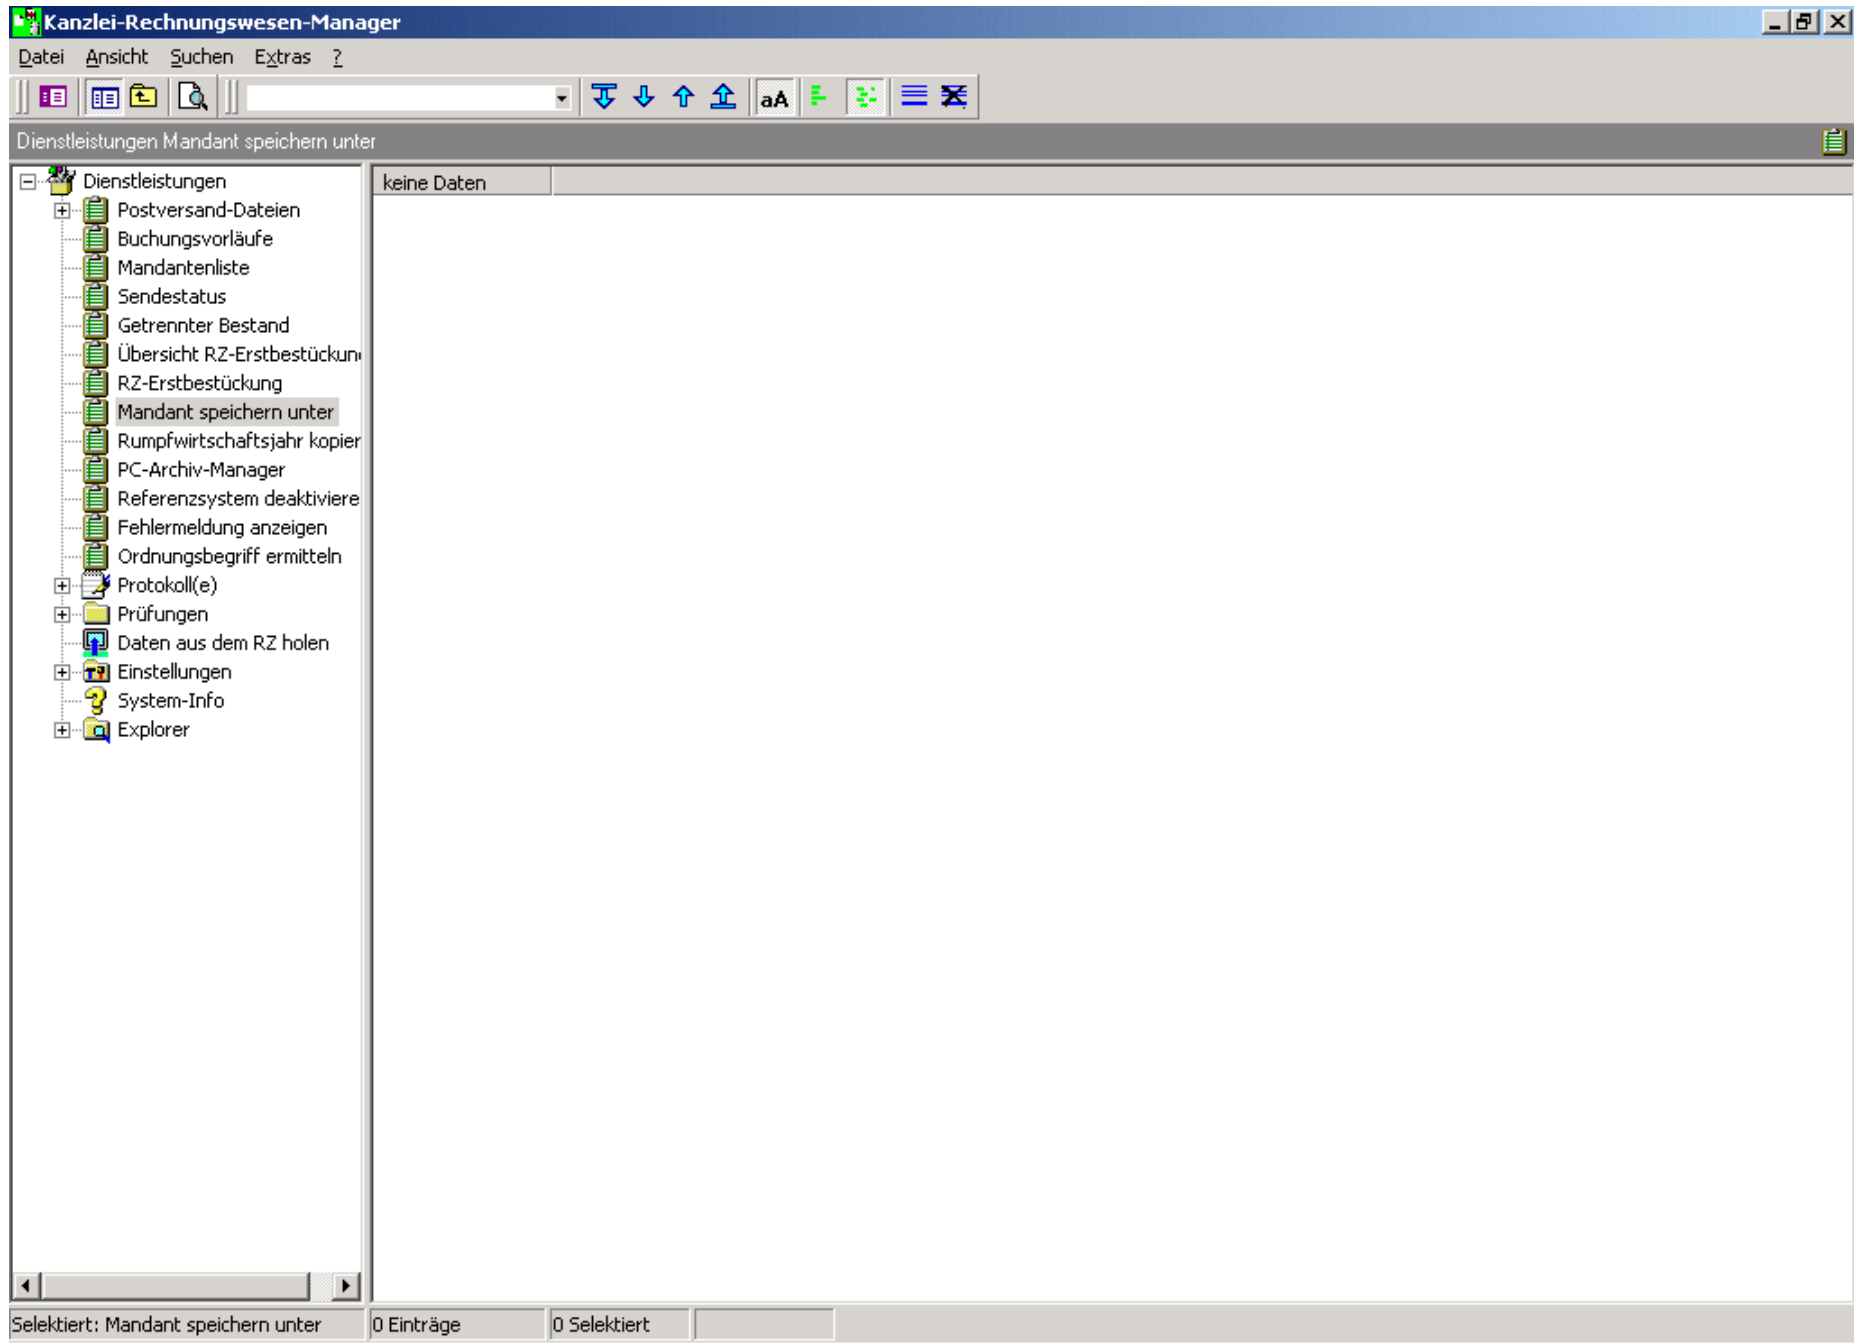 Kanzlei-Rechnungswesen-Manager
Datei Ansicht Suchen Extras ?
aA
Dienstleistungen Mandant speichern unter
Dienstleistungen
keine Daten
Postversand-Dateien
Buchungsvorläufe
Mandantenliste
Sendestatus
Getrennter Bestand
Übersicht RZ-Erstbestückun
RZ-Erstbestückung
Mandant speichern unter
Rumpfwirtschaftsjahr kopier
PC-Archiv-Manager
Referenzsystem deaktiviere
Fehlermeldung anzeigen
Ordnungsbegriff ermitteln
Protokoll(e)
Prüfungen
Daten aus dem RZ holen
Einstellungen
System-Info
Explorer
Selektiert: Mandant speichern unter 0 Einträge 0 Selektiert